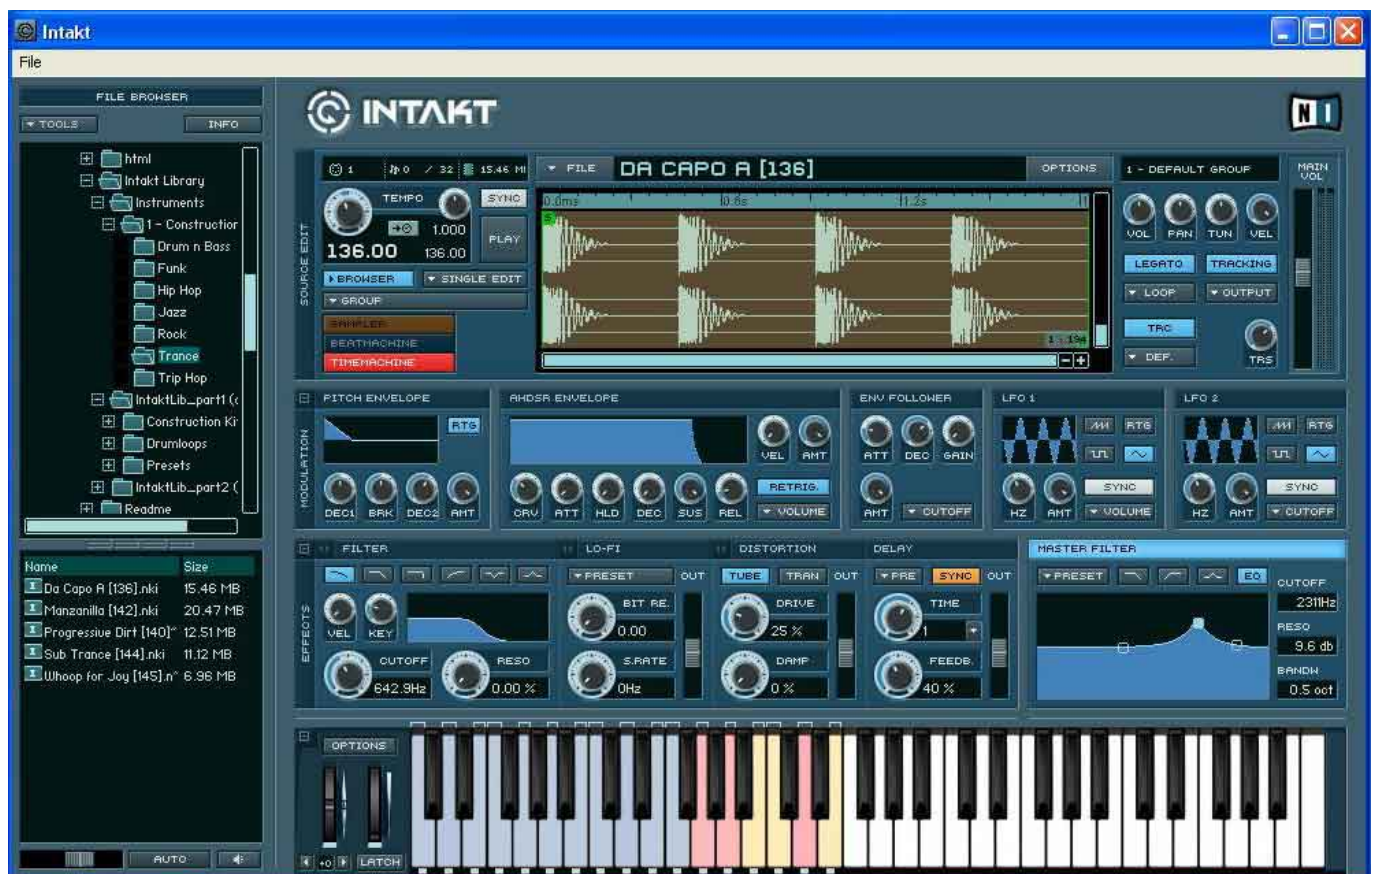 Intakt
File
FILE BROWSER
TOOLS INFO
html
Intakt Library
Instruments
1 - Construction
Drum n Bass
Funk
Hip Hop
Jazz
Rock
Trance
Trip Hop
IntaktLib_part1 (c
Construction Ki
Drumloops
Presets
IntaktLib_part2 (
Readme
Name Size
Da Capo A [136].nki 15.46 MB
Manzanilla [142].nki 20.47 MB
Progressive Dirt [140]^ 12.51 MB
Sub Trance [144].nki 11.12 MB
Whoop for Joy [145].n^ 6.96 MB
AUTO
INTAKT
NI
SOURCE EDIT
1 0 / 32 15.46 MI
FILE DA CAPO A [136] OPTIONS
1 - DEFAULT GROUP
MAIN VOL
TEMPO SYNC
1.000
136.00 136.00
PLAY
BROWSER SINGLE EDIT
GROUP
SAMPLER
BEATMACHINE
TIMEMACHINE
0.0ms 0.6s 1.2s
S
1 : 194
VOL PAN TUN VEL
LEGATO TRACKING
LOOP OUTPUT
TRC
DEF. TRS
MODULATION
PITCH ENVELOPE AHDSR ENVELOPE ENV FOLLOWER LFO 1 LFO 2
RTG
DEC1 BRK DEC2 AMT
VEL AMT
RETRIG.
CRV ATT HLD DEC SUS REL VOLUME
ATT DEC GAIN
AMT CUTOFF
RTG
SYNC
HZ AMT VOLUME
RTG
SYNC
HZ AMT CUTOFF
EFFECTS
FILTER LO-FI DISTORTION DELAY MASTER FILTER
VEL KEY
CUTOFF RESO
642.9Hz 0.00 %
PRESET OUT
BIT RE.
0.00
S.RATE
0Hz
TUBE TRAN OUT
DRIVE
25 %
DAMP
0 %
PRE SYNC OUT
TIME
1
FEEDB.
40 %
PRESET EQ
CUTOFF
2311Hz
RESO
9.6 db
BANDW
0.5 oct
OPTIONS
+0 LATCH